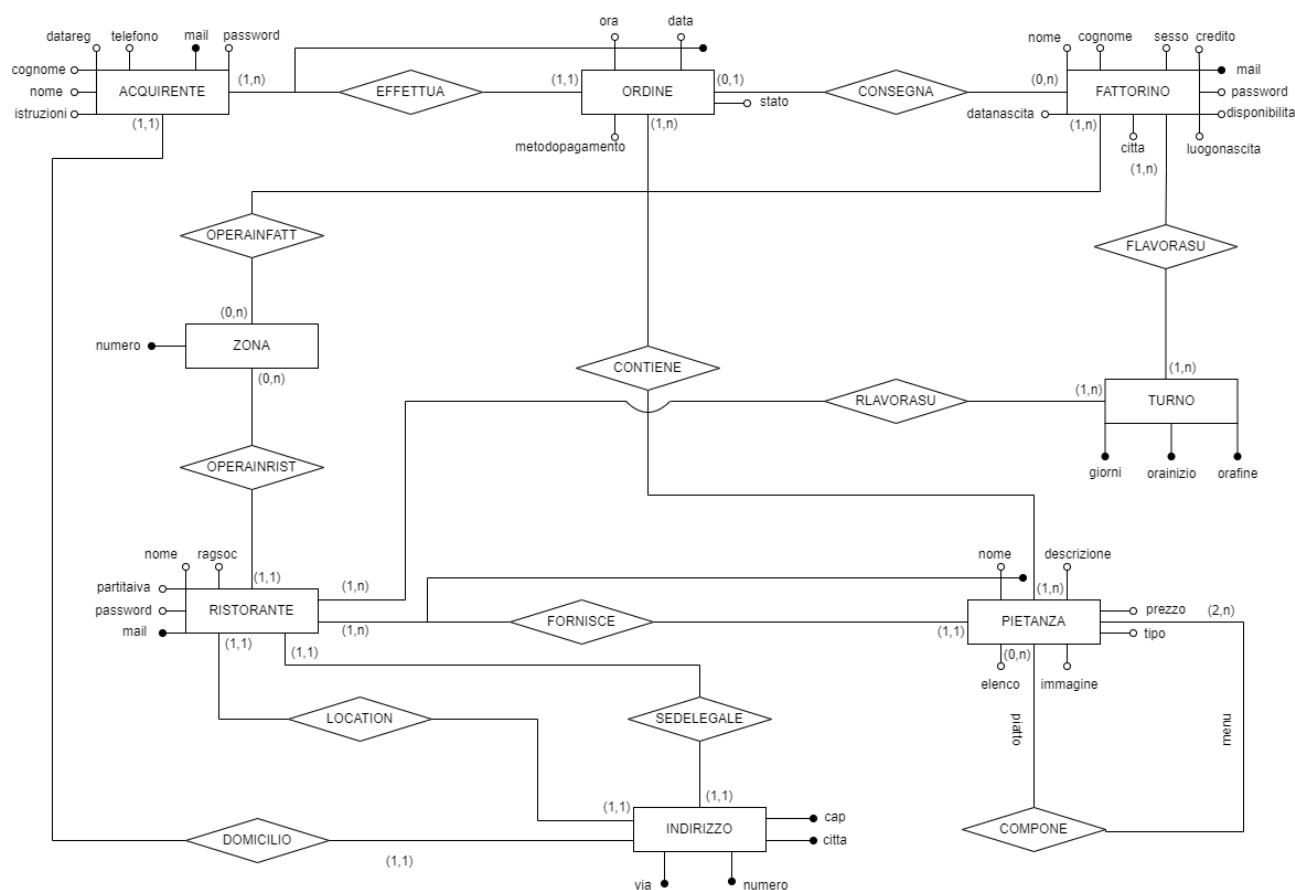 ora
data
datareg
telefono
mail
password
nome
cognome
sesso
credito
cognome
(1,n)
(1,1)
(0,1)
(0,n)
mail
nome
ACQUIRENTE
EFFETTUA
ORDINE
CONSEGNA
FATTORINO
password
stato
istruzioni
datanascita
disponibilita
(1,1)
(1,n)
(1,n)
metodopagamento
citta
luogonascita
(1,n)
OPERAINFATT
FLAVORASU
(0,n)
numero
ZONA
(0,n)
CONTIENE
(1,n)
(1,n)
RLAVORASU
TURNO
OPERAINRIST
giorni
orainizio
orafine
nome
ragsoc
nome
descrizione
(1,1)
partitaiva
(1,n)
(1,n)
password
RISTORANTE
prezzo
(2,n)
mail
(1,n)
FORNISCE
(1,1)
PIETANZA
tipo
(1,1)
(1,1)
(0,n)
elenco
immagine
LOCATION
SEDELEGALE
piatto
menu
(1,1)
(1,1)
cap
DOMICILIO
INDIRIZZO
citta
COMPONE
(1,1)
via
numero